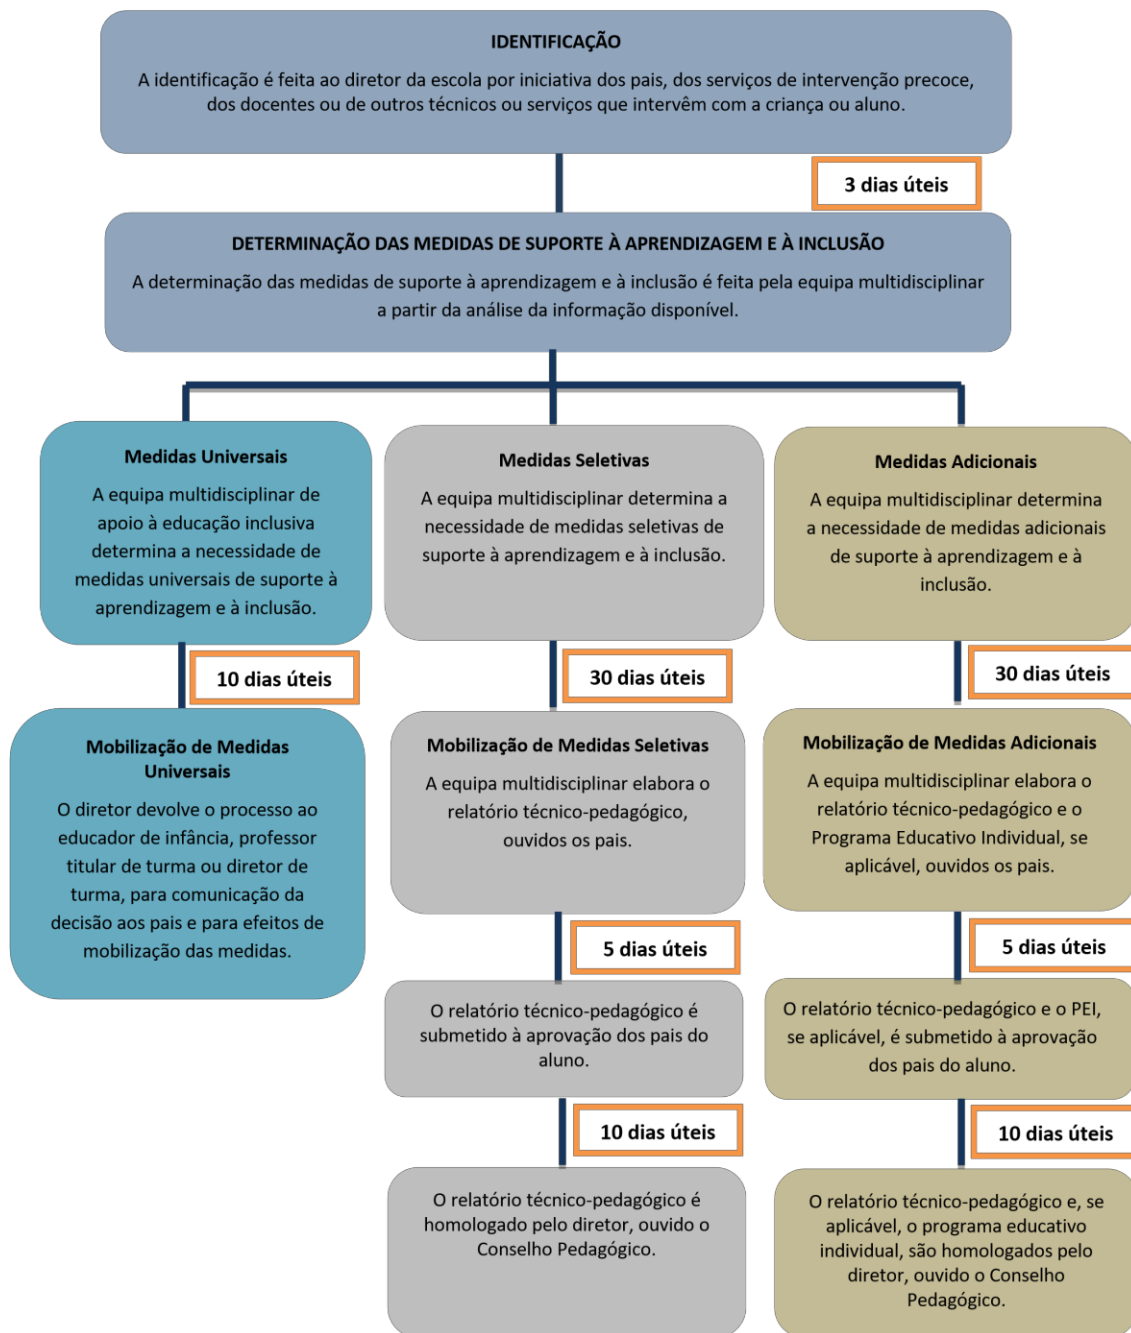 IDENTIFICAÇÃO
A identificação é feita ao diretor da escola por iniciativa dos pais, dos serviços de intervenção precoce,
dos docentes ou de outros técnicos ou serviços que intervêm com a criança ou aluno.
3 dias úteis
DETERMINAÇÃO DAS MEDIDAS DE SUPORTE À APRENDIZAGEM E À INCLUSÃO
A determinação das medidas de suporte à aprendizagem e à inclusão é feita pela equipa multidisciplinar
a partir da análise da informação disponível.
Medidas Universais
A equipa multidisciplinar de
apoio à educação inclusiva
determina a necessidade de
medidas universais de suporte à
aprendizagem e à inclusão.
10 dias úteis
Mobilização de Medidas
Universais
O diretor devolve o processo ao
educador de infância, professor
titular de turma ou diretor de
turma, para comunicação da
decisão aos pais e para efeitos de
mobilização das medidas.
Medidas Seletivas
A equipa multidisciplinar determina a
necessidade de medidas seletivas de
suporte à aprendizagem e à inclusão.
30 dias úteis
Mobilização de Medidas Seletivas
A equipa multidisciplinar elabora o
relatório técnico-pedagógico,
ouvidos os pais.
5 dias úteis
O relatório técnico-pedagógico é
submetido à aprovação dos pais do
aluno.
10 dias úteis
O relatório técnico-pedagógico é
homologado pelo diretor, ouvido o
Conselho Pedagógico.
Medidas Adicionais
A equipa multidisciplinar determina
a necessidade de medidas adicionais
de suporte à aprendizagem e à
inclusão.
30 dias úteis
Mobilização de Medidas Adicionais
A equipa multidisciplinar elabora o
relatório técnico-pedagógico e o
Programa Educativo Individual, se
aplicável, ouvidos os pais.
5 dias úteis
O relatório técnico-pedagógico e o PEI,
se aplicável, é submetido à aprovação
dos pais do aluno.
10 dias úteis
O relatório técnico-pedagógico e, se
aplicável, o programa educativo
individual, são homologados pelo
diretor, ouvido o Conselho
Pedagógico.